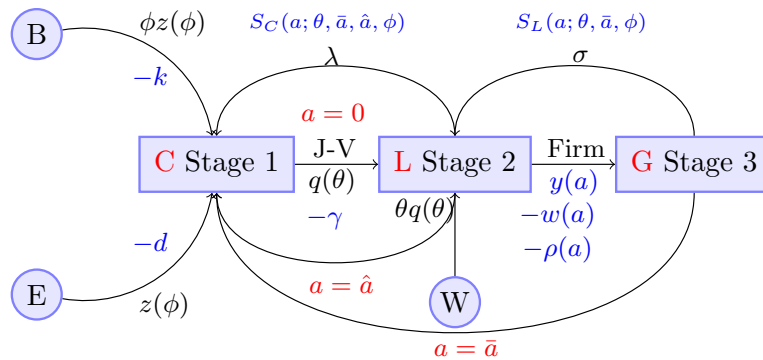 B
ϕz(ϕ)
−k
S_C(a; θ, ā, â, ϕ)
λ
S_L(a; θ, ā, ϕ)
σ
a = 0
C Stage 1
J-V
q(θ)
−γ
L Stage 2
θq(θ)
Firm
y(a)
−w(a)
−ρ(a)
G Stage 3
−d
E
z(ϕ)
a = â
W
a = ā